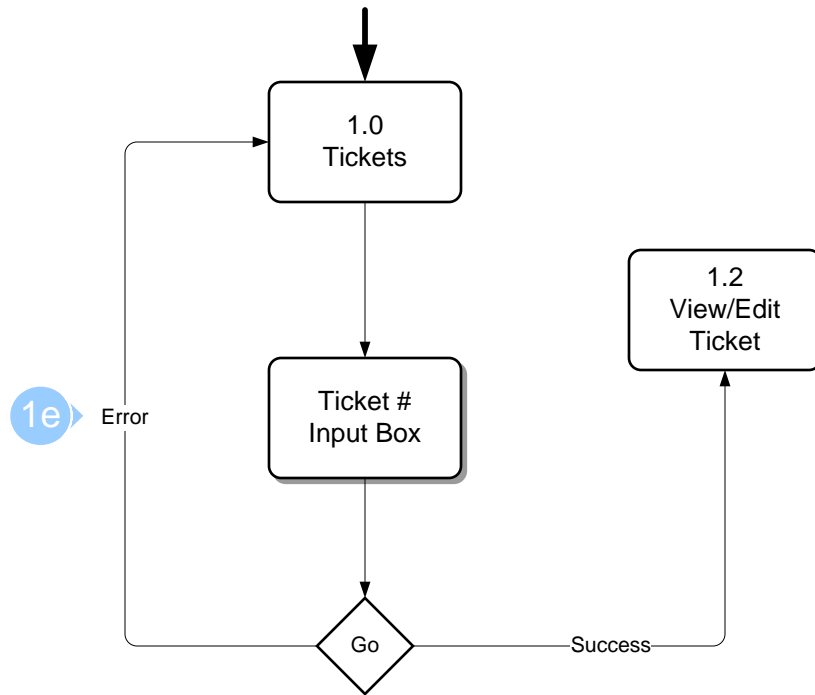 1.0
Tickets
1.2
View/Edit
Ticket
Ticket #
Input Box
1e
Error
Go
Success